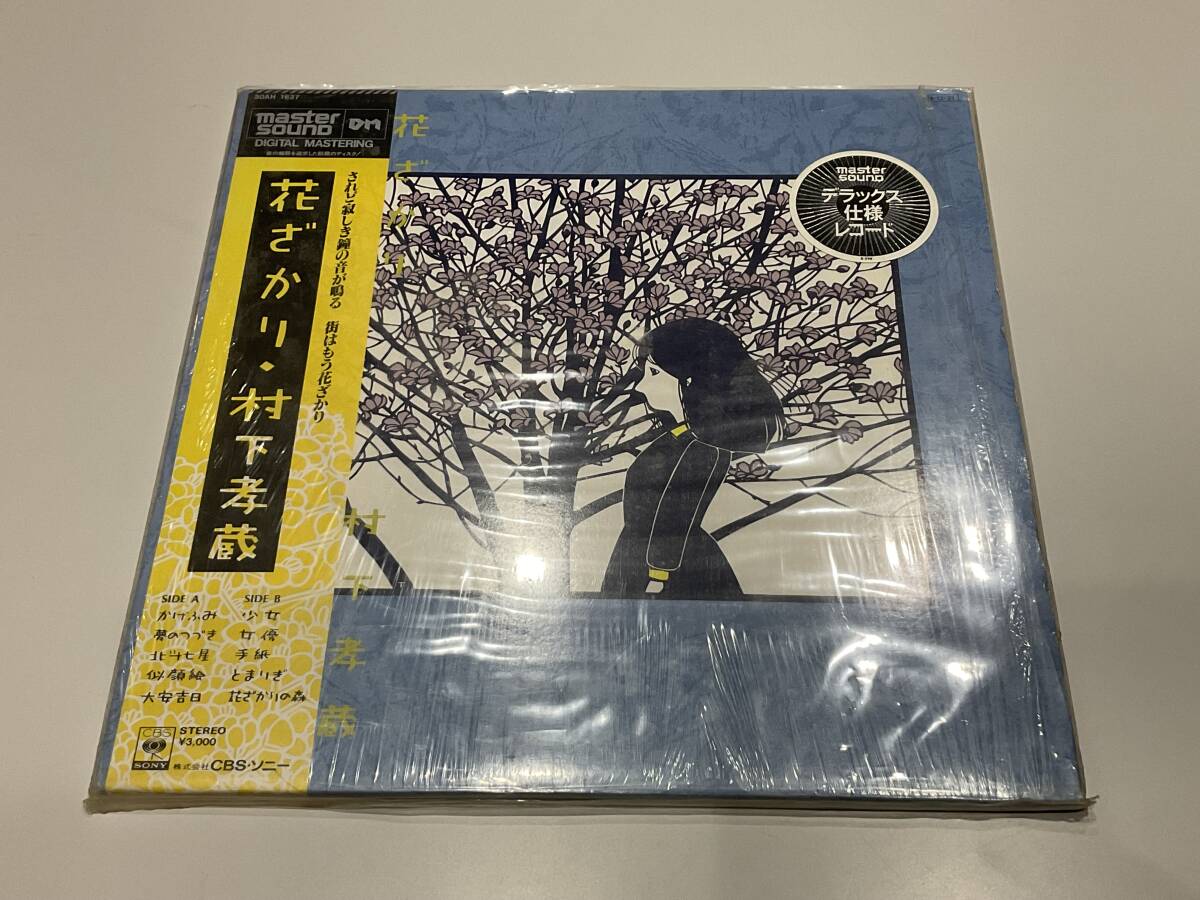 30AH 1637
master sound DM
DIGITAL MASTERING
花ざかり・村下孝蔵
されど寂しき鐘の音が鳴る 街はもう花ざかり
SIDE A
かげふみ
夢のつづき
北斗七星
似顔絵
大安吉日
SIDE B
少女
女優
手紙
とまりぎ
花ざかりの森
CBS
SONY
STEREO
¥3,000
株式会社CBS・ソニー
花ざかり
村下孝蔵
master sound
デラックス
仕様
レコード